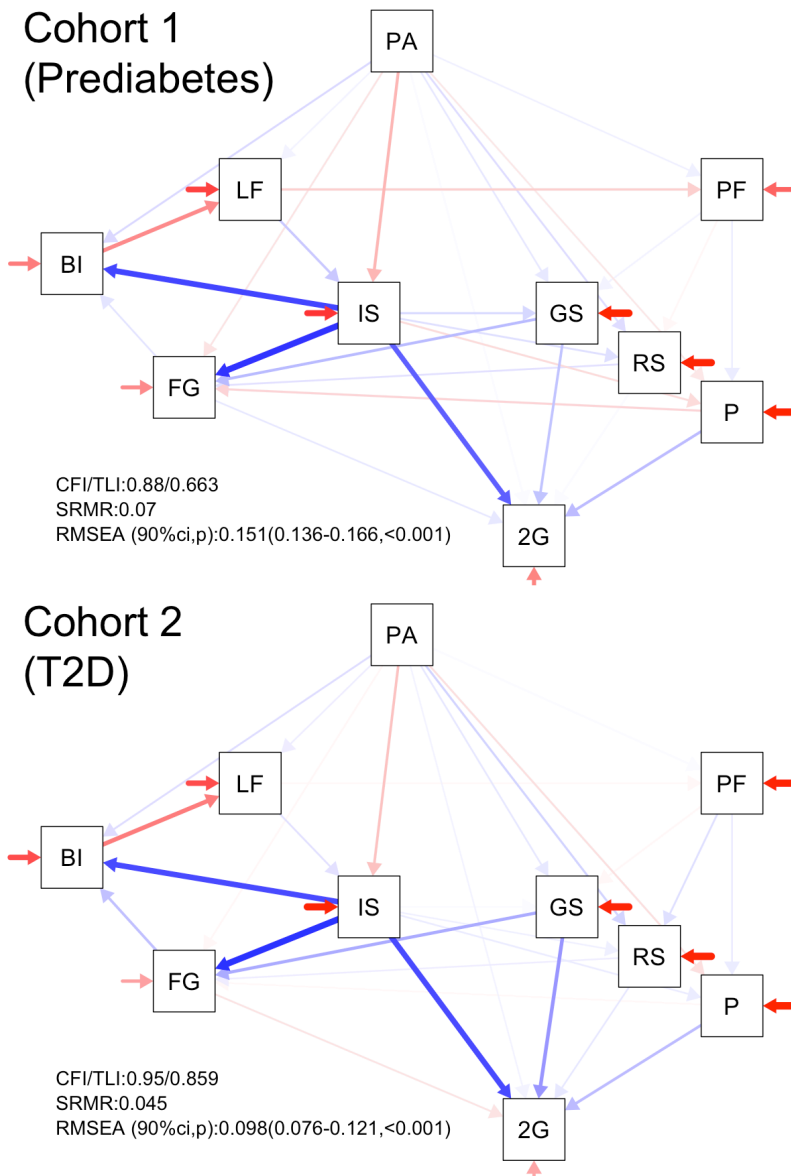 Cohort 1
(Prediabetes)
PA
LF
PF
BI
IS
GS
RS
FG
P
2G
CFI/TLI:0.88/0.663
SRMR:0.07
RMSEA (90%ci,p):0.151(0.136-0.166,<0.001)
Cohort 2
(T2D)
PA
LF
PF
BI
IS
GS
RS
FG
P
2G
CFI/TLI:0.95/0.859
SRMR:0.045
RMSEA (90%ci,p):0.098(0.076-0.121,<0.001)